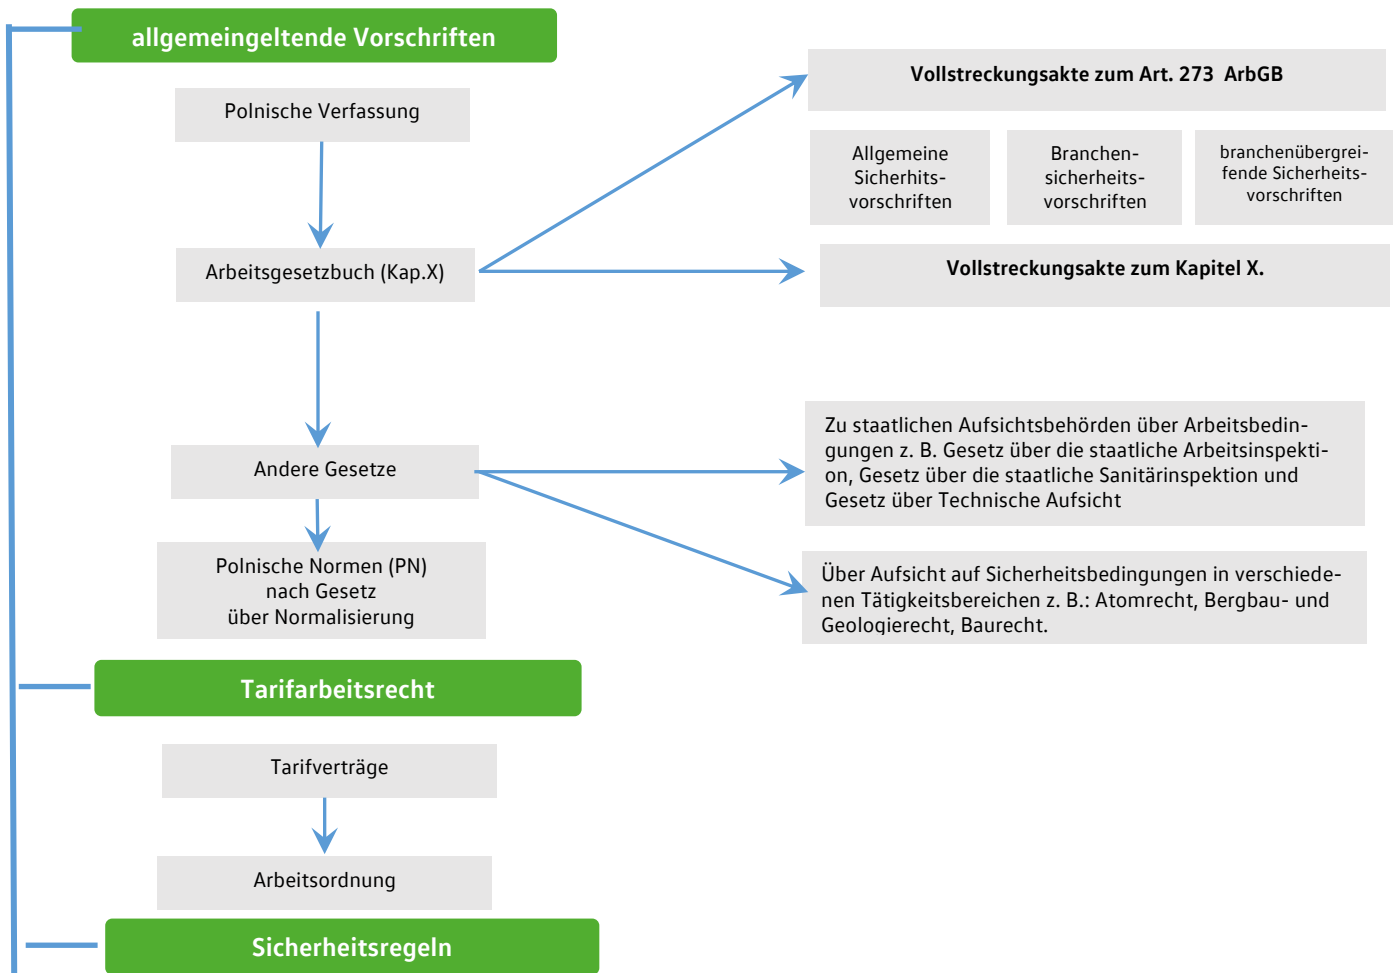 allgemeingeltende Vorschriften
Polnische Verfassung
Arbeitsgesetzbuch (Kap.X)
Vollstreckungsakte zum Art. 273 ArbGB
Allgemeine
Sicherhits-
vorschriften
Branchen-
sicherheits-
vorschriften
branchenübergrei-
fende Sicherheits-
vorschriften
Vollstreckungsakte zum Kapitel X.
Andere Gesetze
Zu staatlichen Aufsichtsbehörden über Arbeitsbedin-
gungen z. B. Gesetz über die staatliche Arbeitsinspekti-
on, Gesetz über die staatliche Sanitärinspektion und
Gesetz über Technische Aufsicht
Polnische Normen (PN)
nach Gesetz
über Normalisierung
Über Aufsicht auf Sicherheitsbedingungen in verschiede-
nen Tätigkeitsbereichen z. B.: Atomrecht, Bergbau- und
Geologierecht, Baurecht.
Tarifarbeitsrecht
Tarifverträge
Arbeitsordnung
Sicherheitsregeln